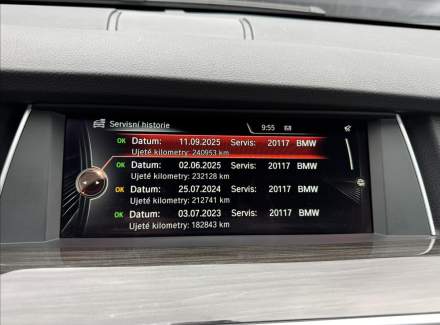 Servisní historie 9:55
OK Datum: 11.09.2025 Servis: 20117 BMW
Ujeté kilometry: 240953 km
OK Datum: 02.06.2025 Servis: 20117 BMW
Ujeté kilometry: 232128 km
OK Datum: 25.07.2024 Servis: 20117 BMW
Ujeté kilometry: 212741 km
OK Datum: 03.07.2023 Servis: 20117 BMW
Ujeté kilometry: 182843 km